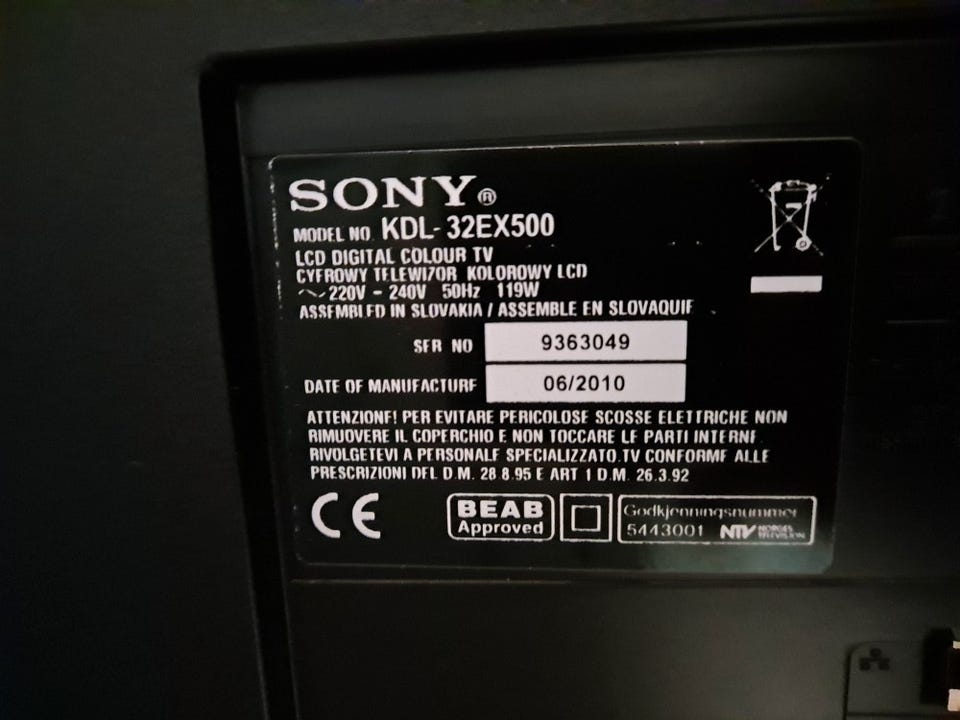 SONY®
MODEL NO. KDL-32EX500
LCD DIGITAL COLOUR TV
CYFROWY TELEWIZOR KOLOROWY LCD
~ 220V - 240V 50Hz 119W
ASSEMBLED IN SLOVAKIA / ASSEMBLE EN SLOVAQUIE
SER NO 9363049
DATE OF MANUFACTURE 06/2010
ATTENZIONE! PER EVITARE PERICOLOSE SCOSSE ELETTRICHE NON
RIMUOVERE IL COPERCHIO E NON TOCCARE LE PARTI INTERNE.
RIVOLGETEVI A PERSONALE SPECIALIZZATO.TV CONFORME ALLE
PRESCRIZIONI DEL D.M. 28.8.95 E ART 1 D.M. 26.3.92
CE
BEAB
Approved
Godkjenningsnummer
5443001 NTV NORGES TELEVISION